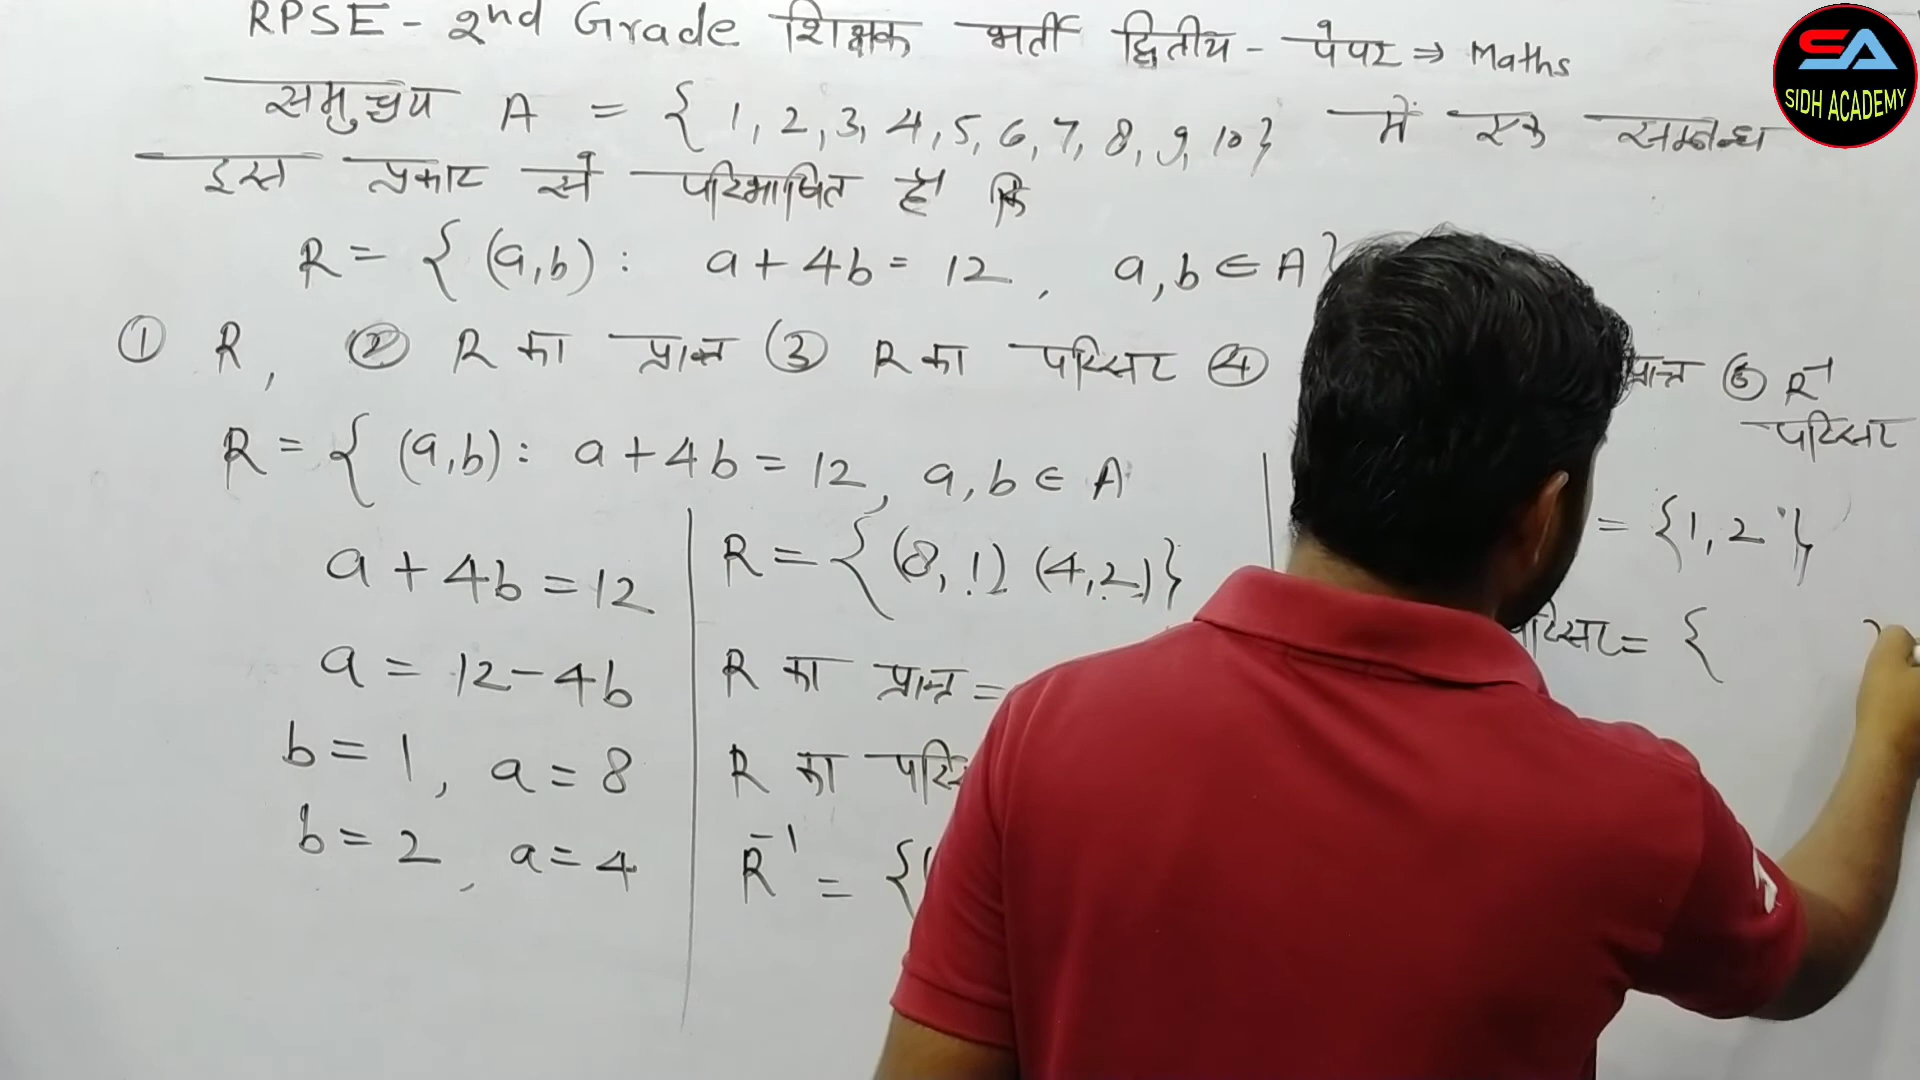 RPSE - 2nd Grade शिक्षक भर्ती द्वितीय - पेपर ⇒ Maths
SA
SIDH ACADEMY
समुच्चय A = {1, 2, 3, 4, 5, 6, 7, 8, 9, 10} में एक सम्बन्ध
इस प्रकार से परिभाषित है कि
R = { (a,b) : a + 4b = 12 , a, b ∈ A}
① R, ② R का प्रान्त ③ R का परिसर ④ प्रान्त ⑥ R⁻¹
परिसर
R = { (a,b) : a + 4b = 12, a, b ∈ A
a + 4b = 12
a = 12 - 4b
b = 1, a = 8
b = 2, a = 4
R = { (8, 1) (4, 2) }
R का प्रान्त =
R का
R⁻¹ = {
= {1, 2}
परिसर = { }